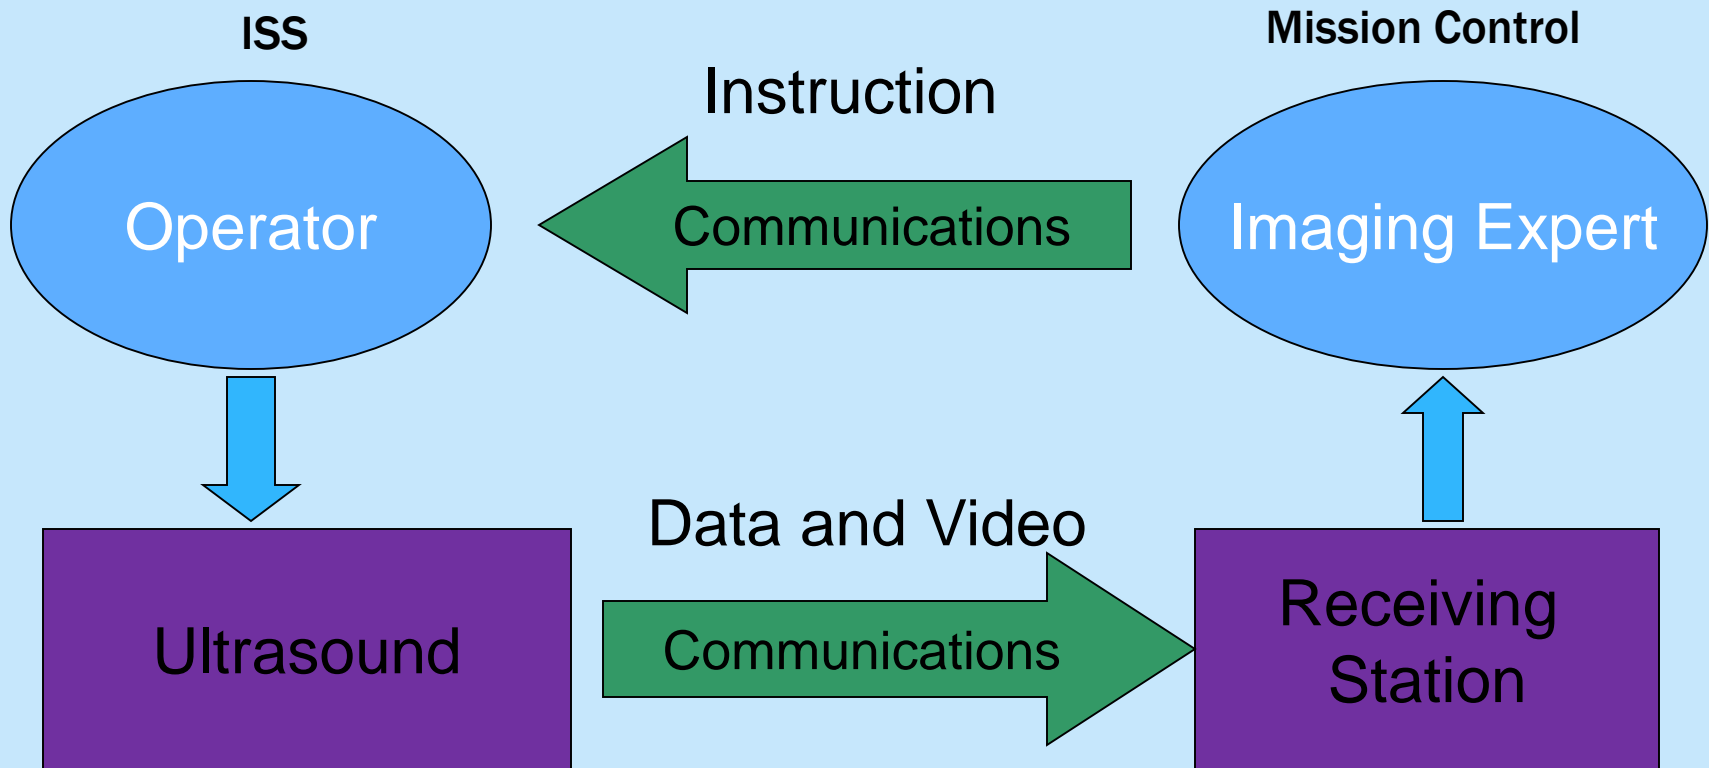 ISS
Mission Control
Instruction
Operator
Communications
Imaging Expert
Data and Video
Ultrasound
Communications
Receiving
Station